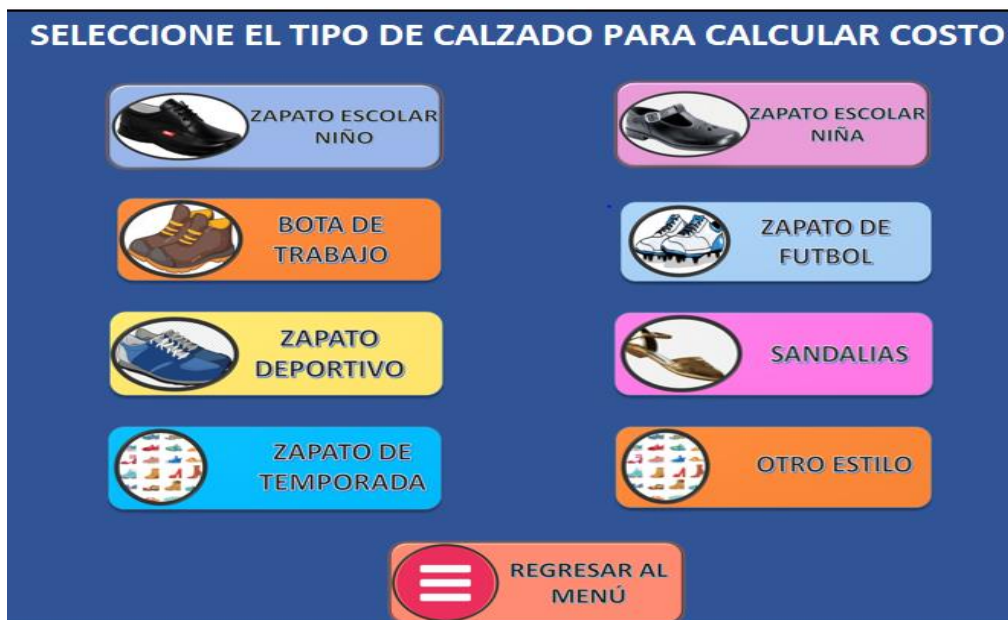 SELECCIONE EL TIPO DE CALZADO PARA CALCULAR COSTO
ZAPATO ESCOLAR
NIÑO
ZAPATO ESCOLAR
NIÑA
BOTA DE
TRABAJO
ZAPATO DE
FUTBOL
ZAPATO
DEPORTIVO
SANDALIAS
ZAPATO DE
TEMPORADA
OTRO ESTILO
REGRESAR AL
MENÚ